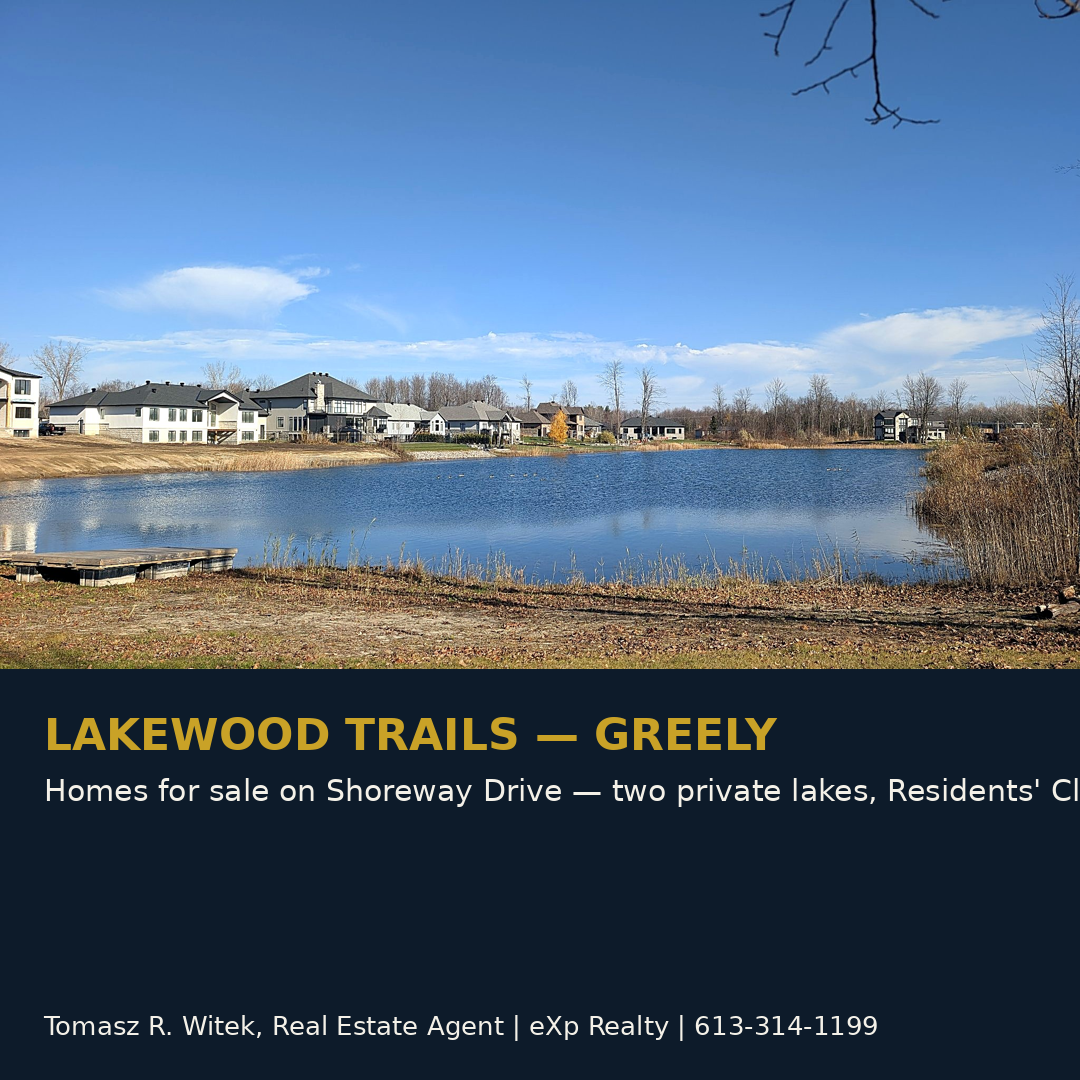 LAKEWOOD TRAILS — GREELY
Homes for sale on Shoreway Drive — two private lakes, Residents' Cl
Tomasz R. Witek, Real Estate Agent | eXp Realty | 613-314-1199